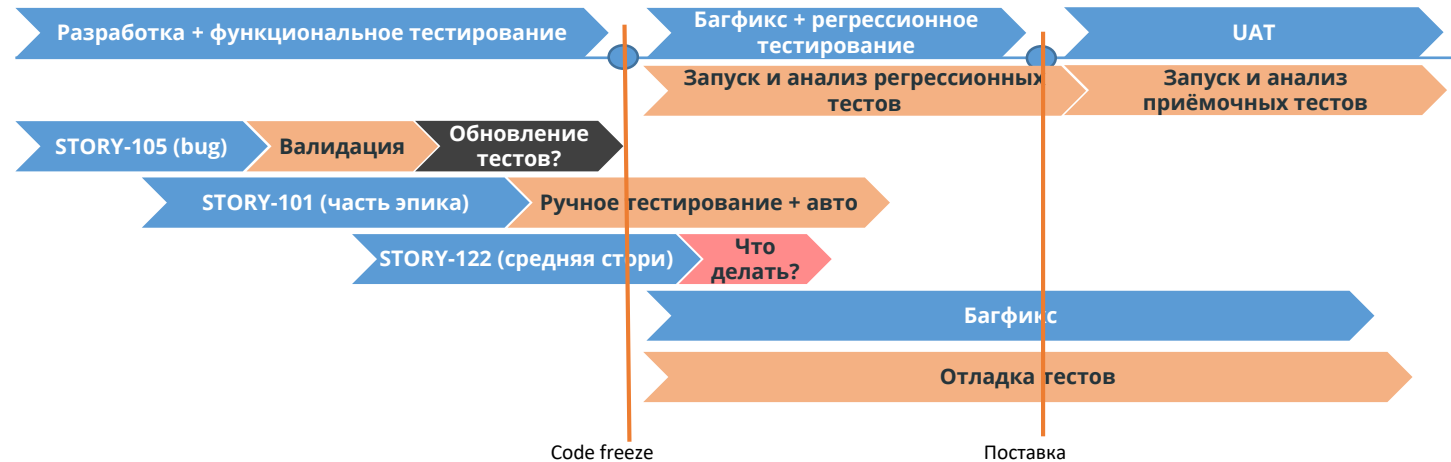 Разработка + функциональное тестирование
Багфикс + регрессионное
тестирование
UAT
Запуск и анализ регрессионных
тестов
Запуск и анализ
приёмочных тестов
STORY-105 (bug)
Валидация
Обновление
тестов?
STORY-101 (часть эпика)
Ручное тестирование + авто
STORY-122 (средняя стори)
Что
делать?
Багфикс
Отладка тестов
Code freeze
Поставка